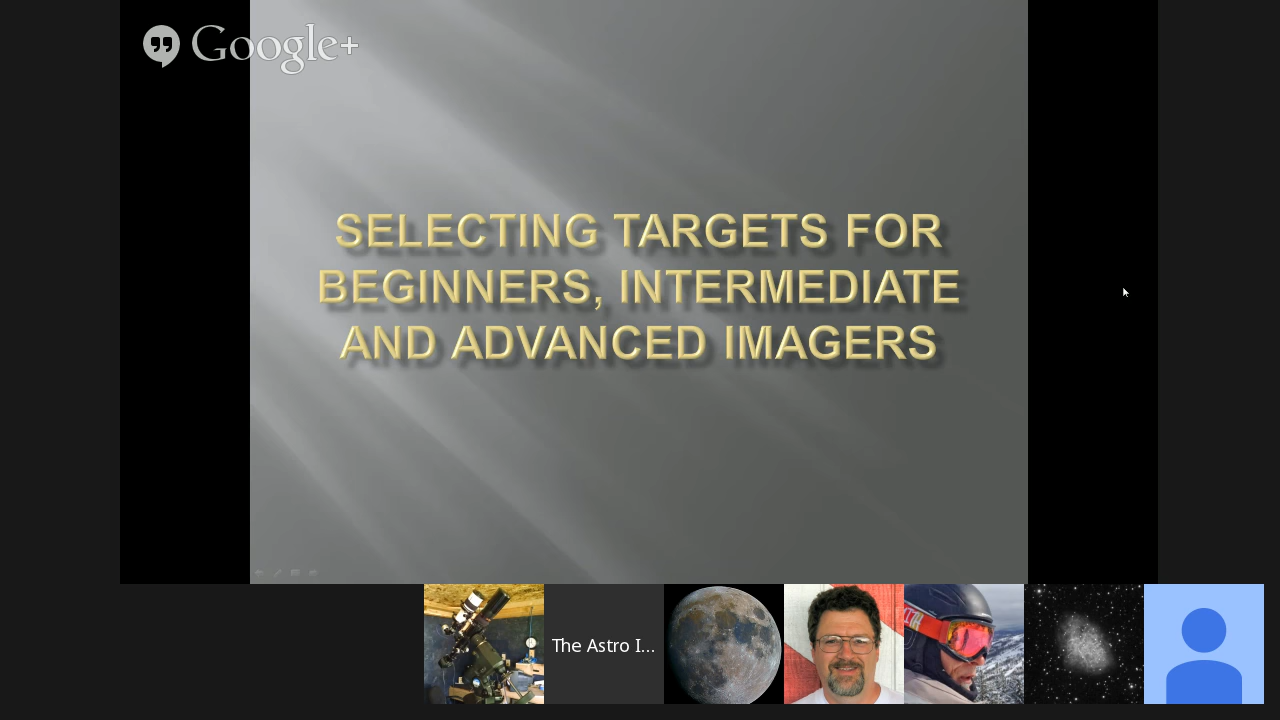 Google+
SELECTING TARGETS FOR
BEGINNERS, INTERMEDIATE
AND ADVANCED IMAGERS
The Astro I...